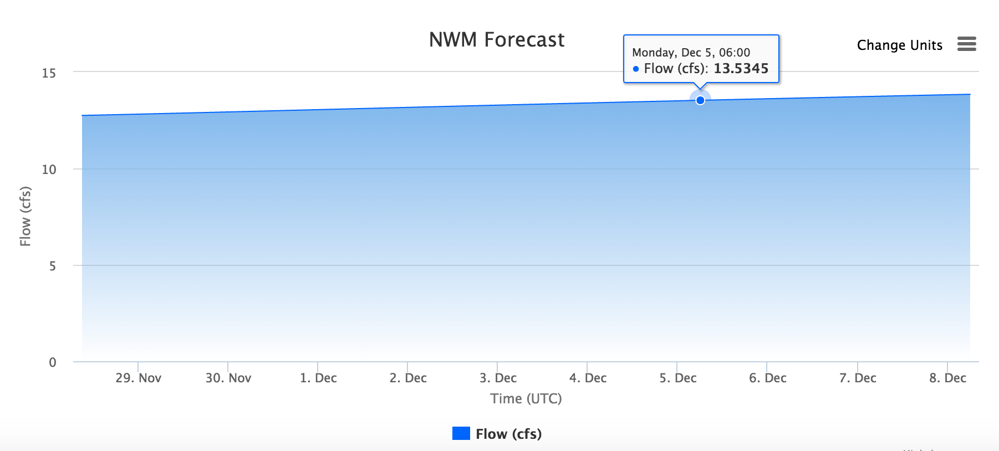 NWM Forecast
Change Units
Monday, Dec 5, 06:00
Flow (cfs): 13.5345
15
10
5
0
Flow (cfs)
29. Nov
30. Nov
1. Dec
2. Dec
3. Dec
4. Dec
5. Dec
6. Dec
7. Dec
8. Dec
Time (UTC)
Flow (cfs)